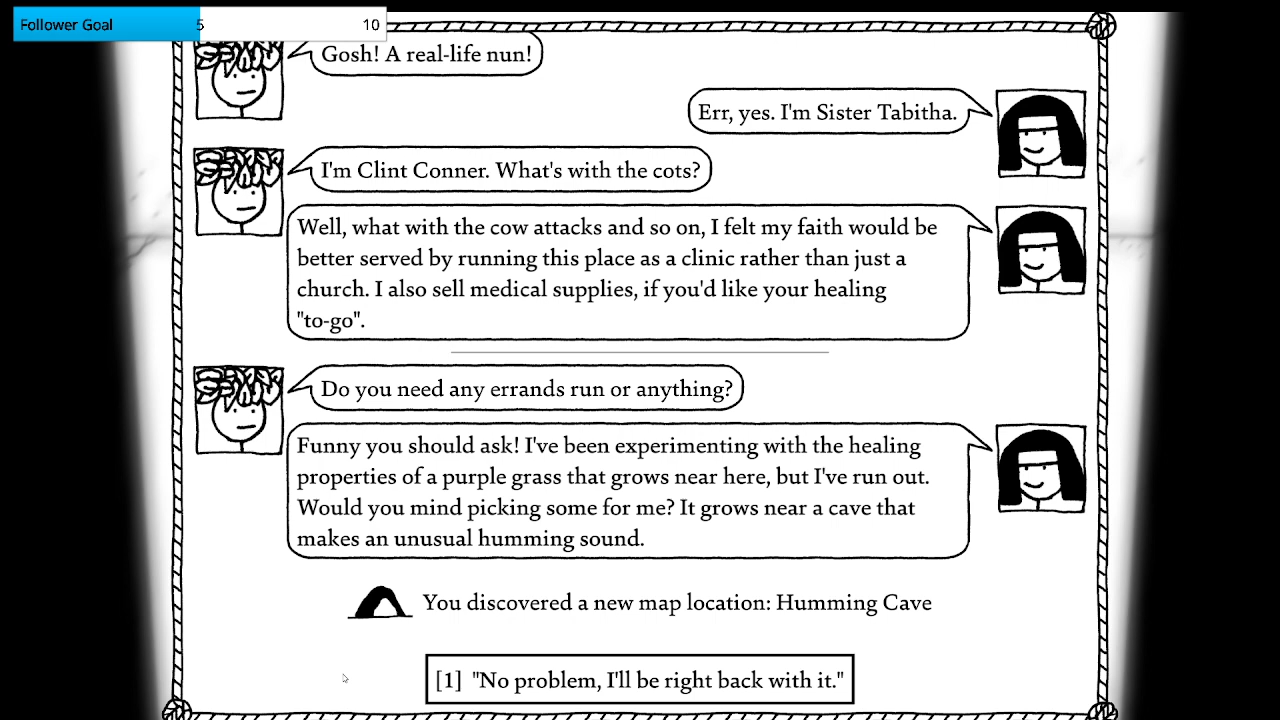 Follower Goal 5 10
Gosh! A real-life nun!
Err, yes. I'm Sister Tabitha.
I'm Clint Conner. What's with the cots?
Well, what with the cow attacks and so on, I felt my faith would be
better served by running this place as a clinic rather than just a
church. I also sell medical supplies, if you'd like your healing
"to-go".
Do you need any errands run or anything?
Funny you should ask! I've been experimenting with the healing
properties of a purple grass that grows near here, but I've run out.
Would you mind picking some for me? It grows near a cave that
makes an unusual humming sound.
You discovered a new map location: Humming Cave
[1] "No problem, I'll be right back with it."